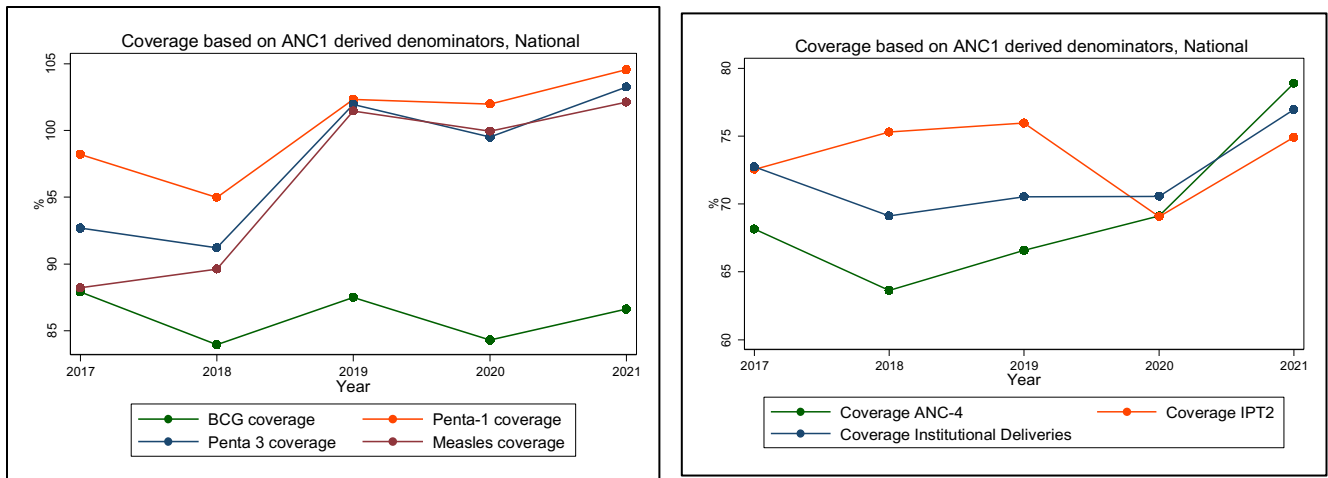 Coverage based on ANC1 derived denominators, National
105
100
95
90
85
%
2017 2018 2019 2020 2021
Year
BCG coverage Penta-1 coverage
Penta 3 coverage Measles coverage
Coverage based on ANC1 derived denominators, National
80
75
70
65
60
%
2017 2018 2019 2020 2021
Year
Coverage ANC-4 Coverage IPT2
Coverage Institutional Deliveries